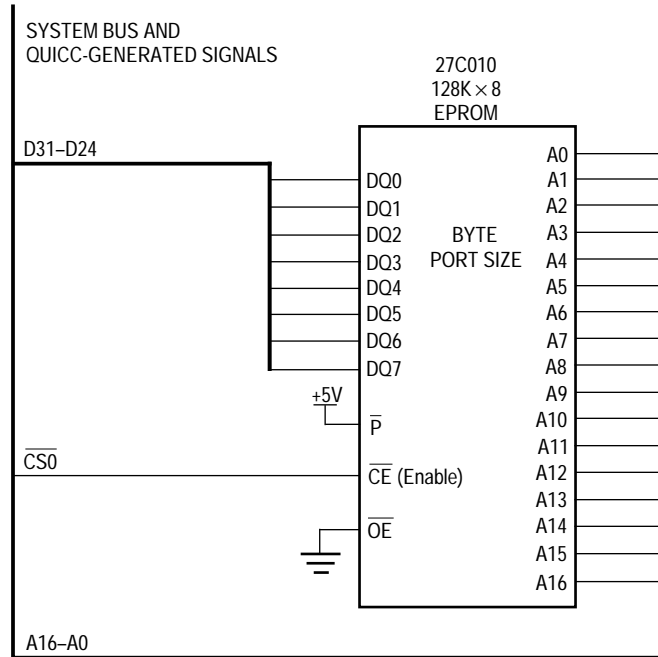 SYSTEM BUS AND
QUICC-GENERATED SIGNALS
27C010
128K × 8
EPROM
D31–D24
DQ0
DQ1
DQ2
DQ3
DQ4
DQ5
DQ6
DQ7
BYTE
PORT SIZE
A0
A1
A2
A3
A4
A5
A6
A7
A8
A9
A10
A11
A12
A13
A14
A15
A16
+5V
P
CS0
CE (Enable)
OE
A16–A0